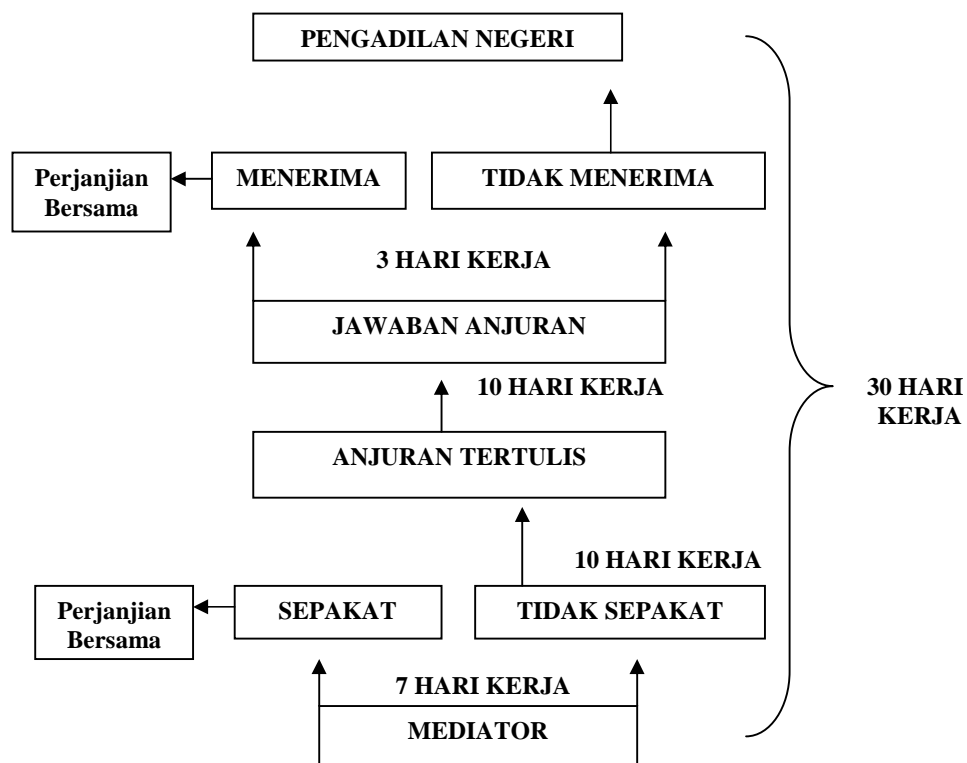 PENGADILAN NEGERI
Perjanjian
Bersama
MENERIMA
TIDAK MENERIMA
3 HARI KERJA
JAWABAN ANJURAN
10 HARI KERJA
30 HARI
KERJA
ANJURAN TERTULIS
10 HARI KERJA
Perjanjian
Bersama
SEPAKAT
TIDAK SEPAKAT
7 HARI KERJA
MEDIATOR